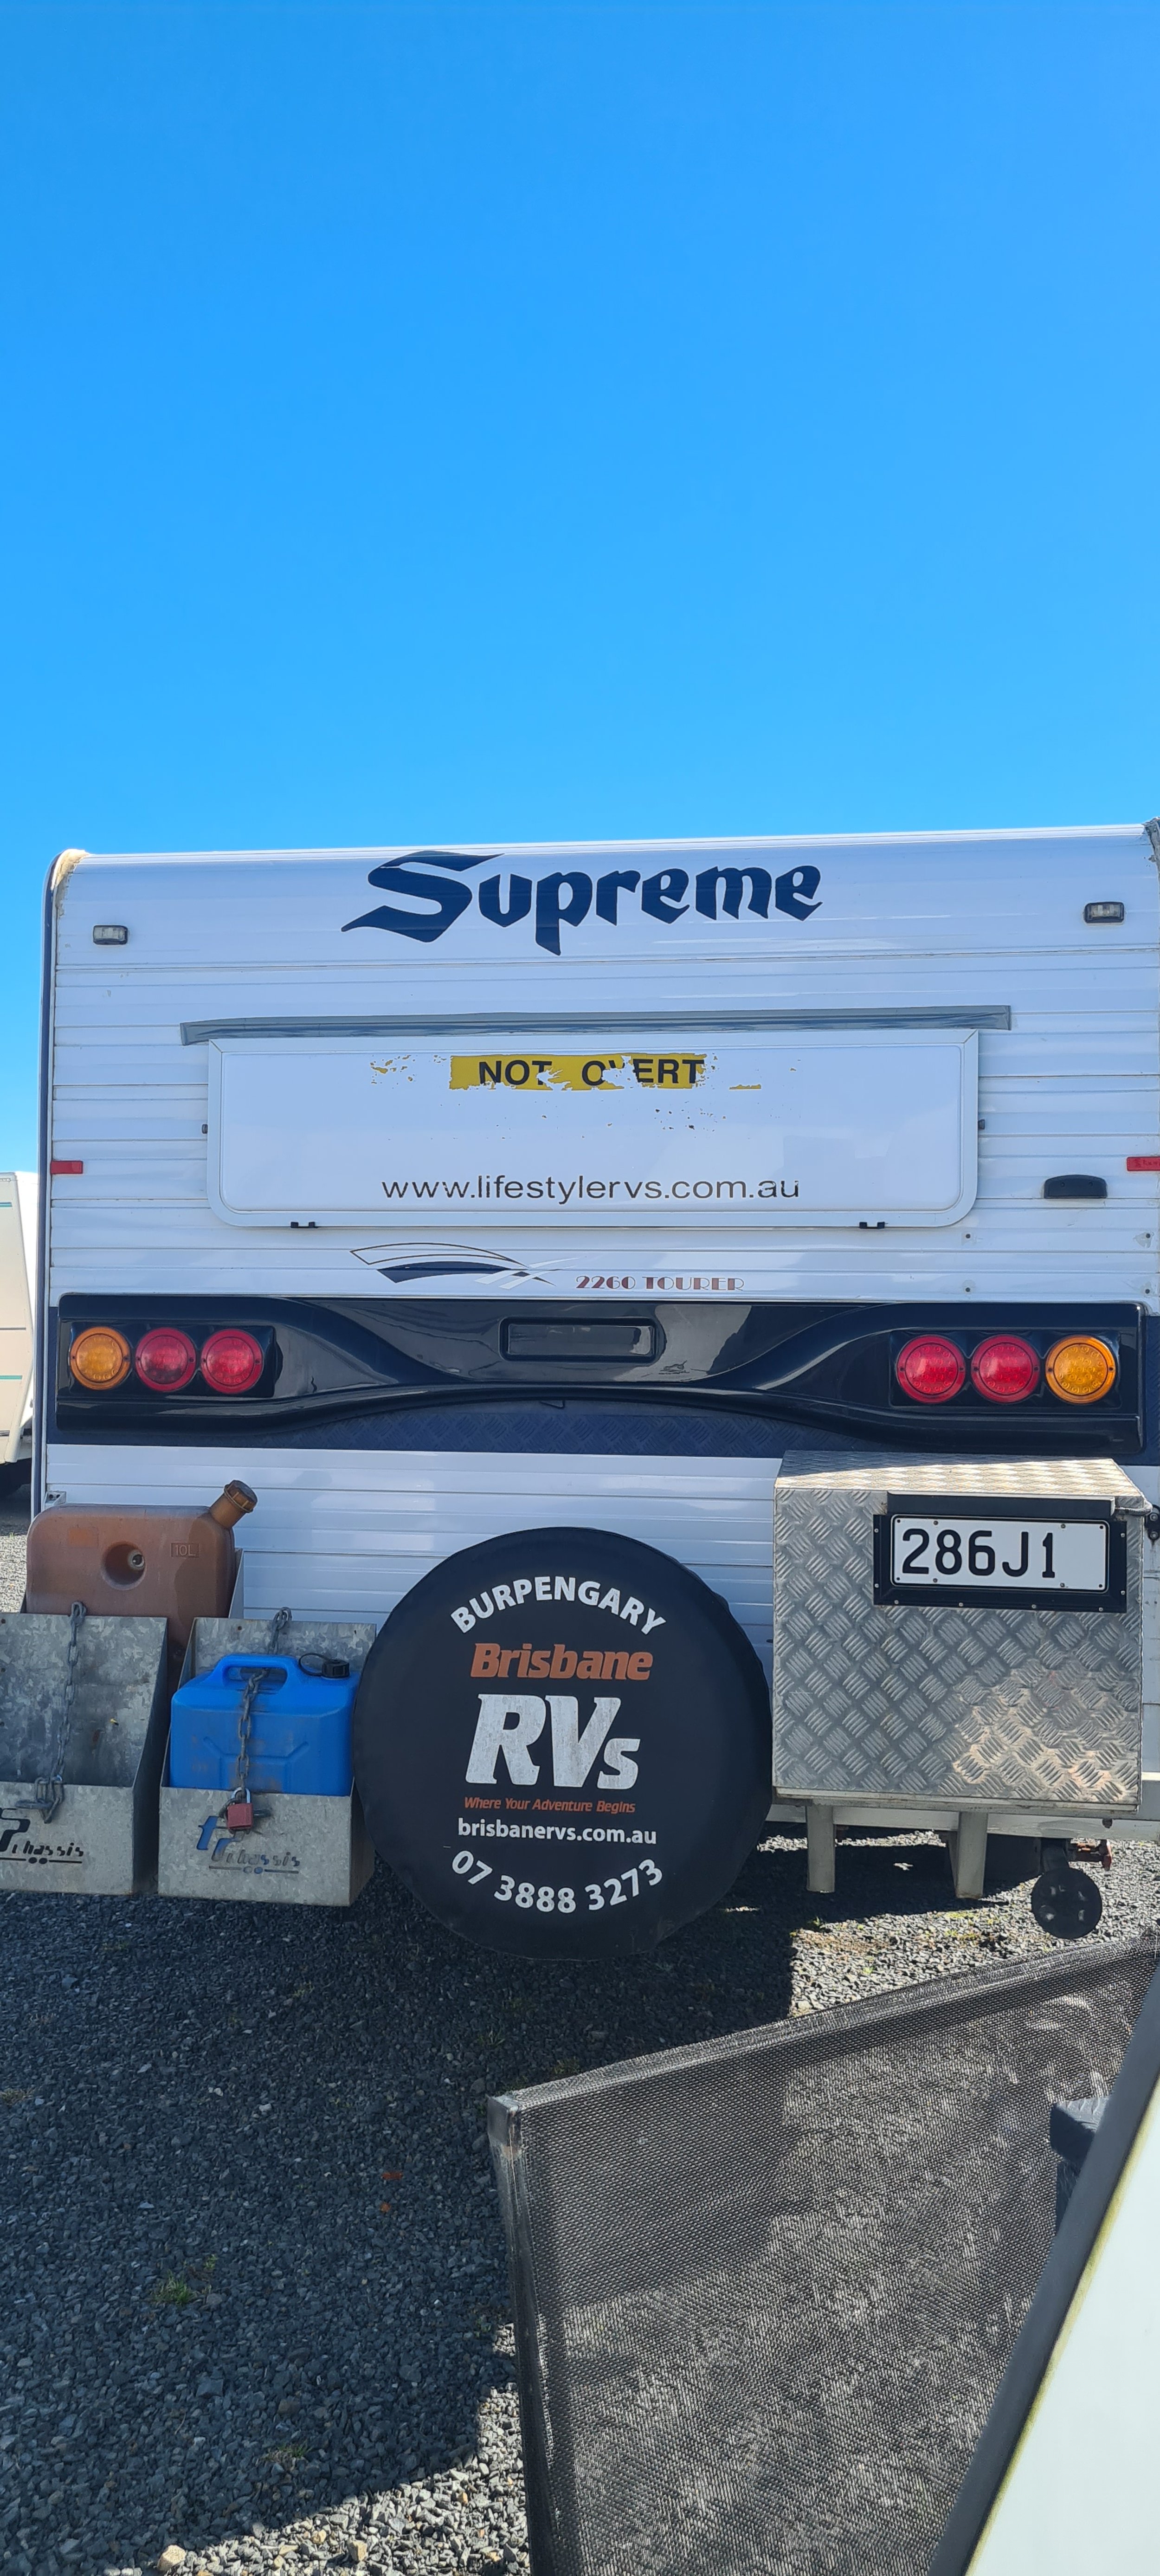 Supreme
NOT OVERT
www.lifestylervs.com.au
2260 TOURER
286J1
10L
BURPENGARY
Brisbane
RVs
Where Your Adventure Begins
brisbanervs.com.au
07 3888 3273
chassis
chassis